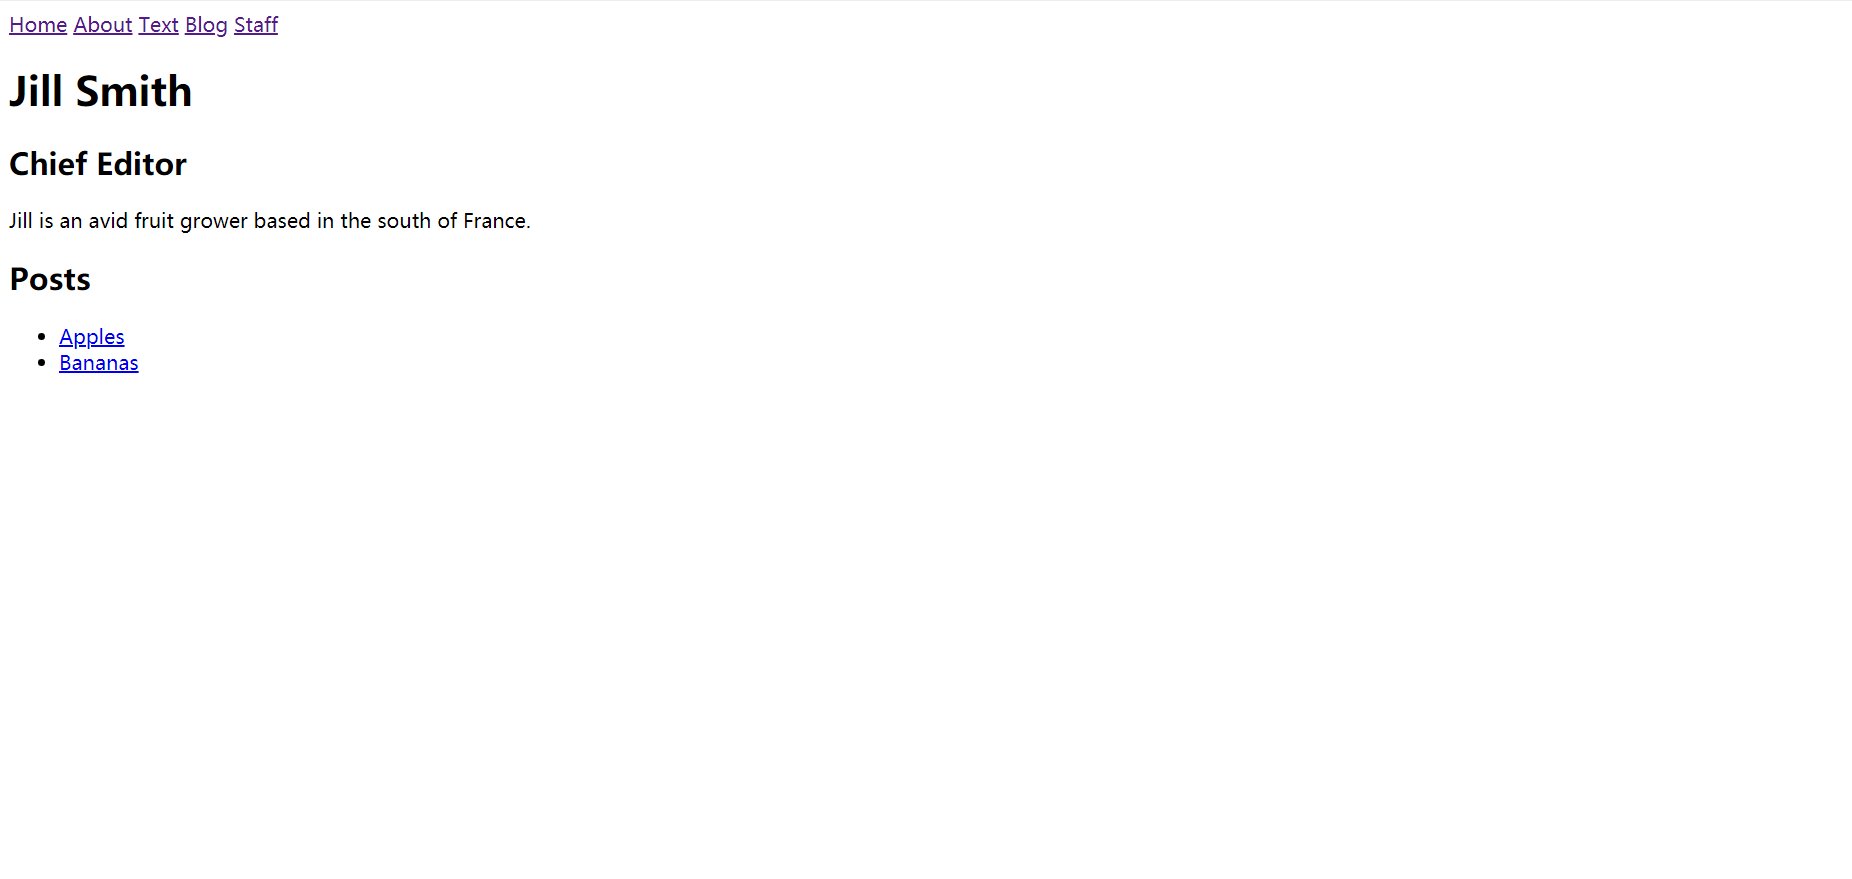 Home About Text Blog Staff
Jill Smith
Chief Editor
Jill is an avid fruit grower based in the south of France.
Posts
Apples
Bananas